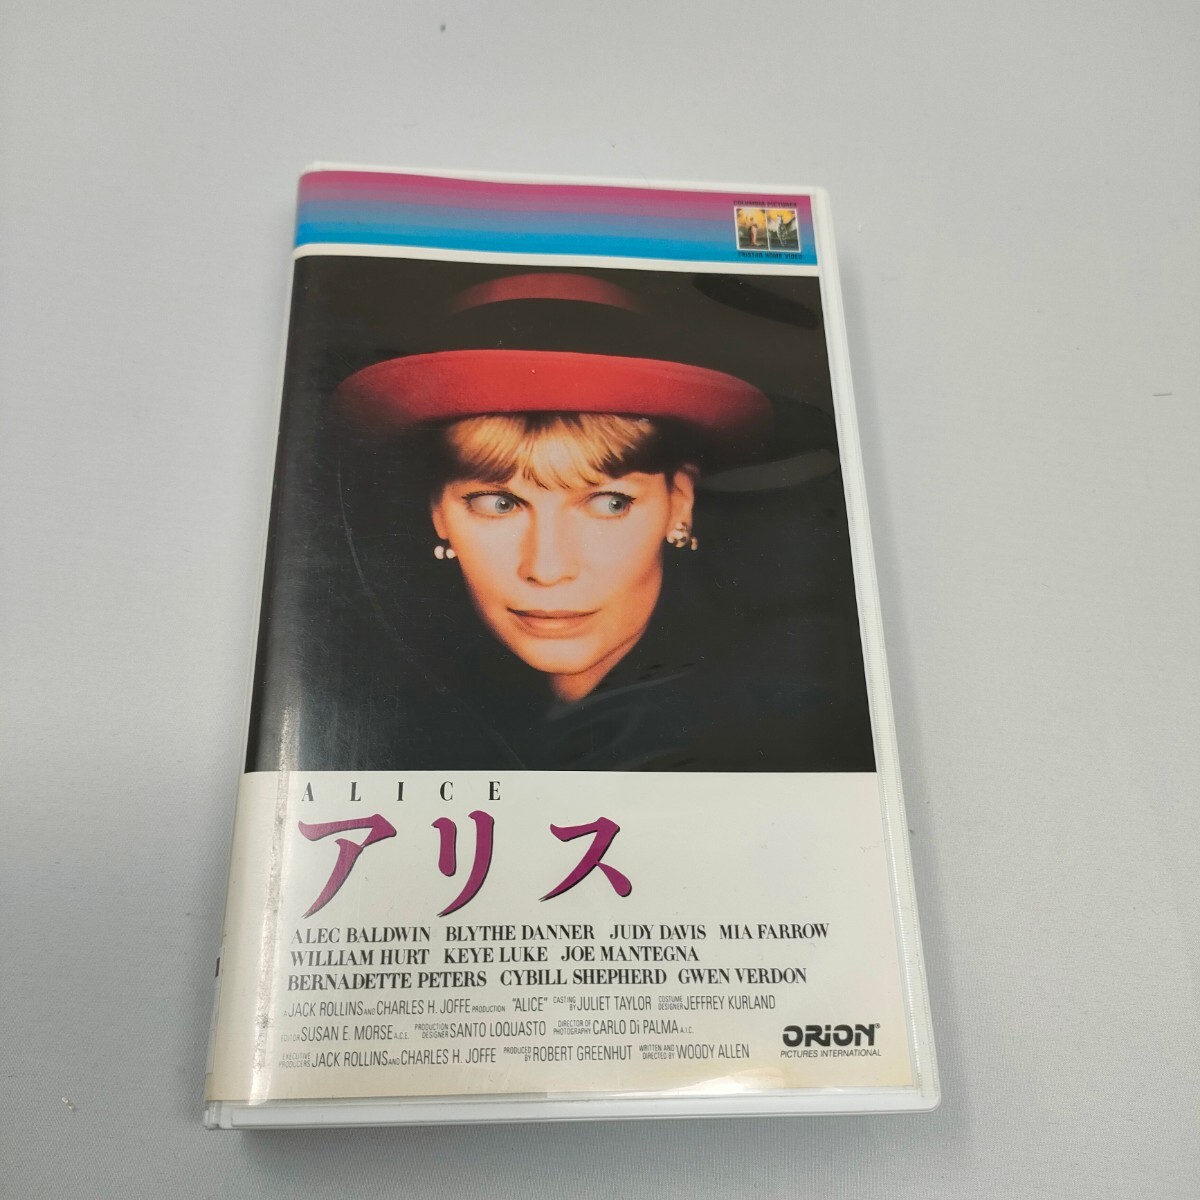 COLUMBIA PICTURES
TRISTAR HOME VIDEO
ALICE
アリス
ALEC BALDWIN BLYTHE DANNER JUDY DAVIS MIA FARROW
WILLIAM HURT KEYE LUKE JOE MANTEGNA
BERNADETTE PETERS CYBILL SHEPHERD GWEN VERDON
A JACK ROLLINS AND CHARLES H. JOFFE PRODUCTION "ALICE" CASTING BY JULIET TAYLOR COSTUME DESIGNER JEFFREY KURLAND
EDITOR SUSAN E. MORSE A.C.E. PRODUCTION DESIGNER SANTO LOQUASTO DIRECTOR OF PHOTOGRAPHY CARLO Di PALMA A.I.C.
EXECUTIVE PRODUCERS JACK ROLLINS AND CHARLES H. JOFFE PRODUCED BY ROBERT GREENHUT WRITTEN AND DIRECTED BY WOODY ALLEN
ORiON®
PICTURES INTERNATIONAL